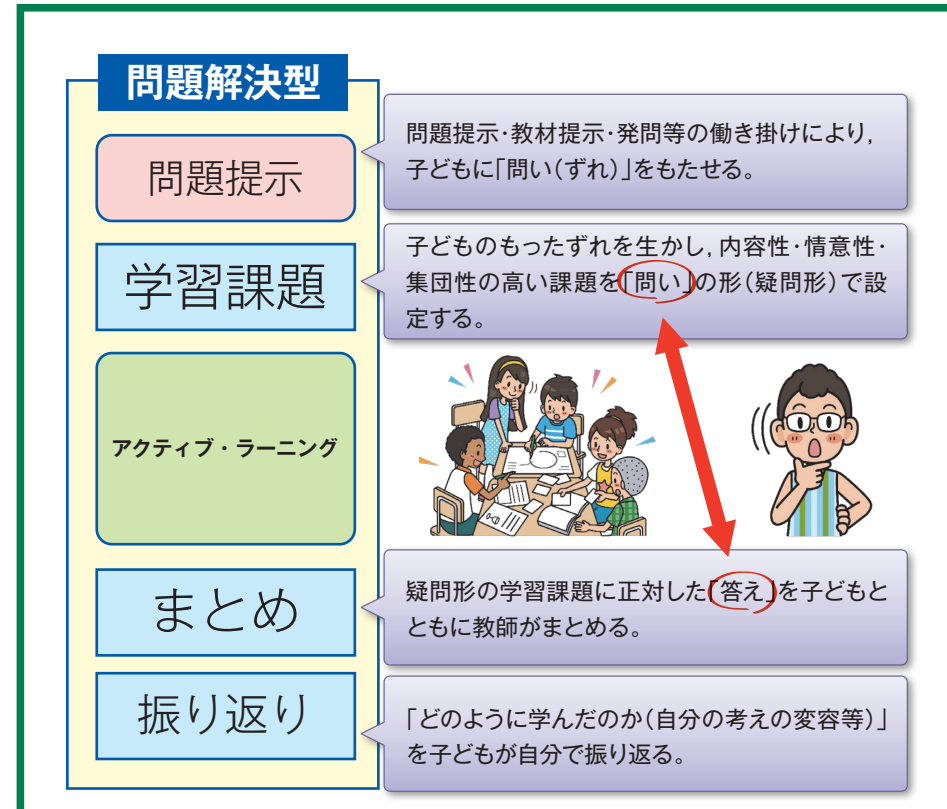 問題解決型
問題提示
問題提示・教材提示・発問等の働き掛けにより,
子どもに「問い(ずれ)」をもたせる。
学習課題
子どものもったずれを生かし,内容性・情意性・
集団性の高い課題を「問い」の形(疑問形)で設
定する。
アクティブ・ラーニング
まとめ
疑問形の学習課題に正対した「答え」を子どもと
ともに教師がまとめる。
振り返り
「どのように学んだのか(自分の考えの変容等)」
を子どもが自分で振り返る。